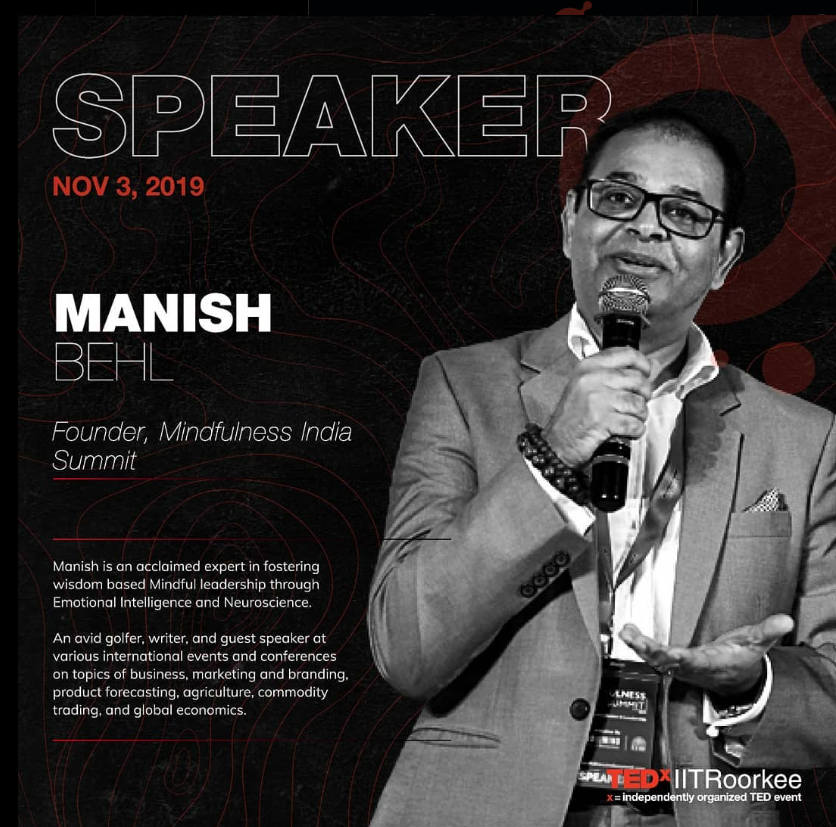 SPEAKER
NOV 3, 2019
MANISH
BEHL
Founder, Mindfulness India
Summit
Manish is an acclaimed expert in fostering
wisdom based Mindful leadership through
Emotional Intelligence and Neuroscience.
An avid golfer, writer, and guest speaker at
various international events and conferences
on topics of business, marketing and branding,
product forecasting, agriculture, commodity
trading, and global economics.
ULNESS
SUMMIT
SPEAK
TEDx IITRoorkee
x = independently organized TED event